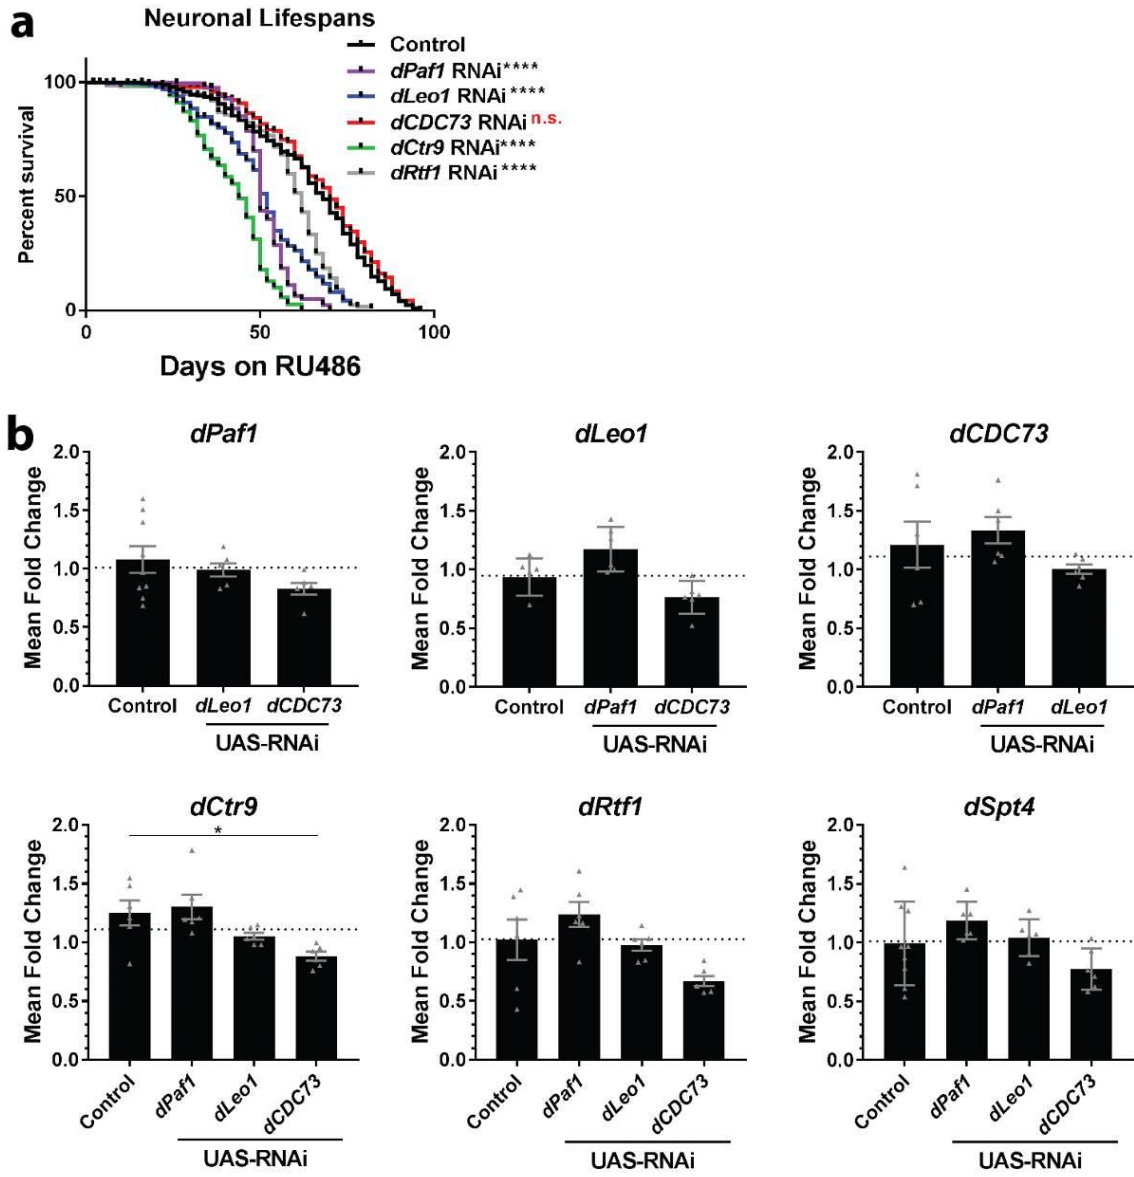 a
Neuronal Lifespans
Control
dPaf1 RNAi****
dLeo1 RNAi****
dCDC73 RNAi n.s.
dCtr9 RNAi****
dRtf1 RNAi****
Percent survival
100
50
0
0 50 100
Days on RU486
b
dPaf1
Mean Fold Change
2.0
1.5
1.0
0.5
0.0
Control dLeo1 dCDC73
UAS-RNAi
dLeo1
Mean Fold Change
2.0
1.5
1.0
0.5
0.0
Control dPaf1 dCDC73
UAS-RNAi
dCDC73
Mean Fold Change
2.0
1.5
1.0
0.5
0.0
Control dPaf1 dLeo1
UAS-RNAi
dCtr9
Mean Fold Change
2.0
1.5
1.0
0.5
0.0
*
Control dPaf1 dLeo1 dCDC73
UAS-RNAi
dRtf1
Mean Fold Change
2.0
1.5
1.0
0.5
0.0
Control dPaf1 dLeo1 dCDC73
UAS-RNAi
dSpt4
Mean Fold Change
2.0
1.5
1.0
0.5
0.0
Control dPaf1 dLeo1 dCDC73
UAS-RNAi